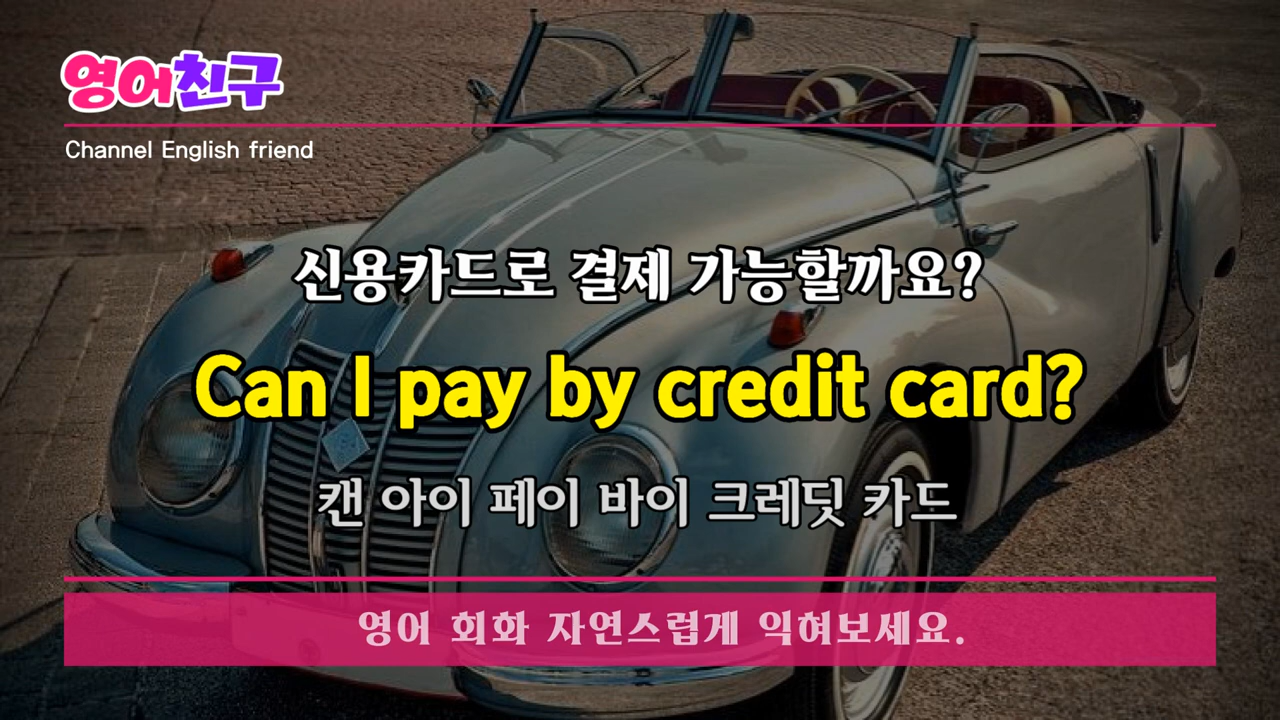 영어친구
Channel English friend
신용카드로 결제 가능할까요?
Can I pay by credit card?
캔 아이 페이 바이 크레딧 카드
영어 회화 자연스럽게 익혀보세요.